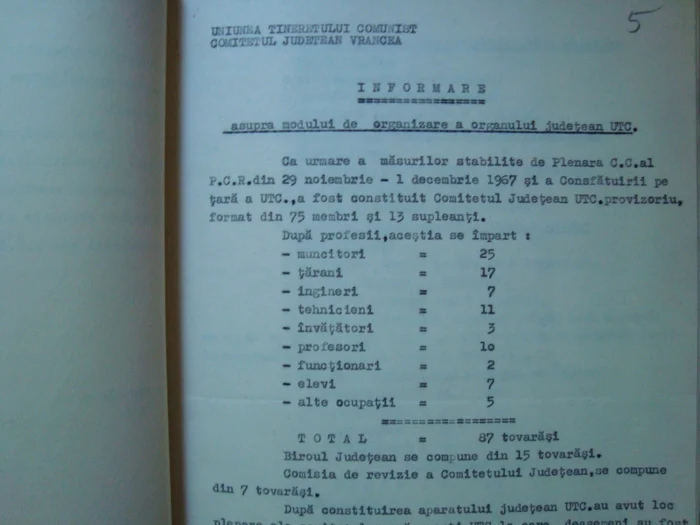 5
UNIUNEA TINERETULUI COMUNIST
COMITETUL JUDEȚEAN VRANCEA
I N F O R M A R E
====================
asupra modului de organizare a organului județean UTC.
Ca urmare a măsurilor stabilite de Plenara C.C.al
P.C.R.din 29 noiembrie - 1 decembrie 1967 și a Consfătuirii pe
țară a UTC.,a fost constituit Comitetul Județean UTC.provizoriu,
format din 75 membri și 13 supleanți.
După profesii,aceștia se împart :
- muncitori = 25
- țărani = 17
- ingineri = 7
- tehnicieni = 11
- învățători = 3
- profesori = 10
- funcționari = 2
- elevi = 7
- alte ocupații = 5
===================
T O T A L = 87 tovarăși
Biroul Județean se compune din 15 tovarăși.
Comisia de revizie a Comitetului Județean,se compune
din 7 tovarăși.
După constituirea aparatului județean UTC.au avut loc